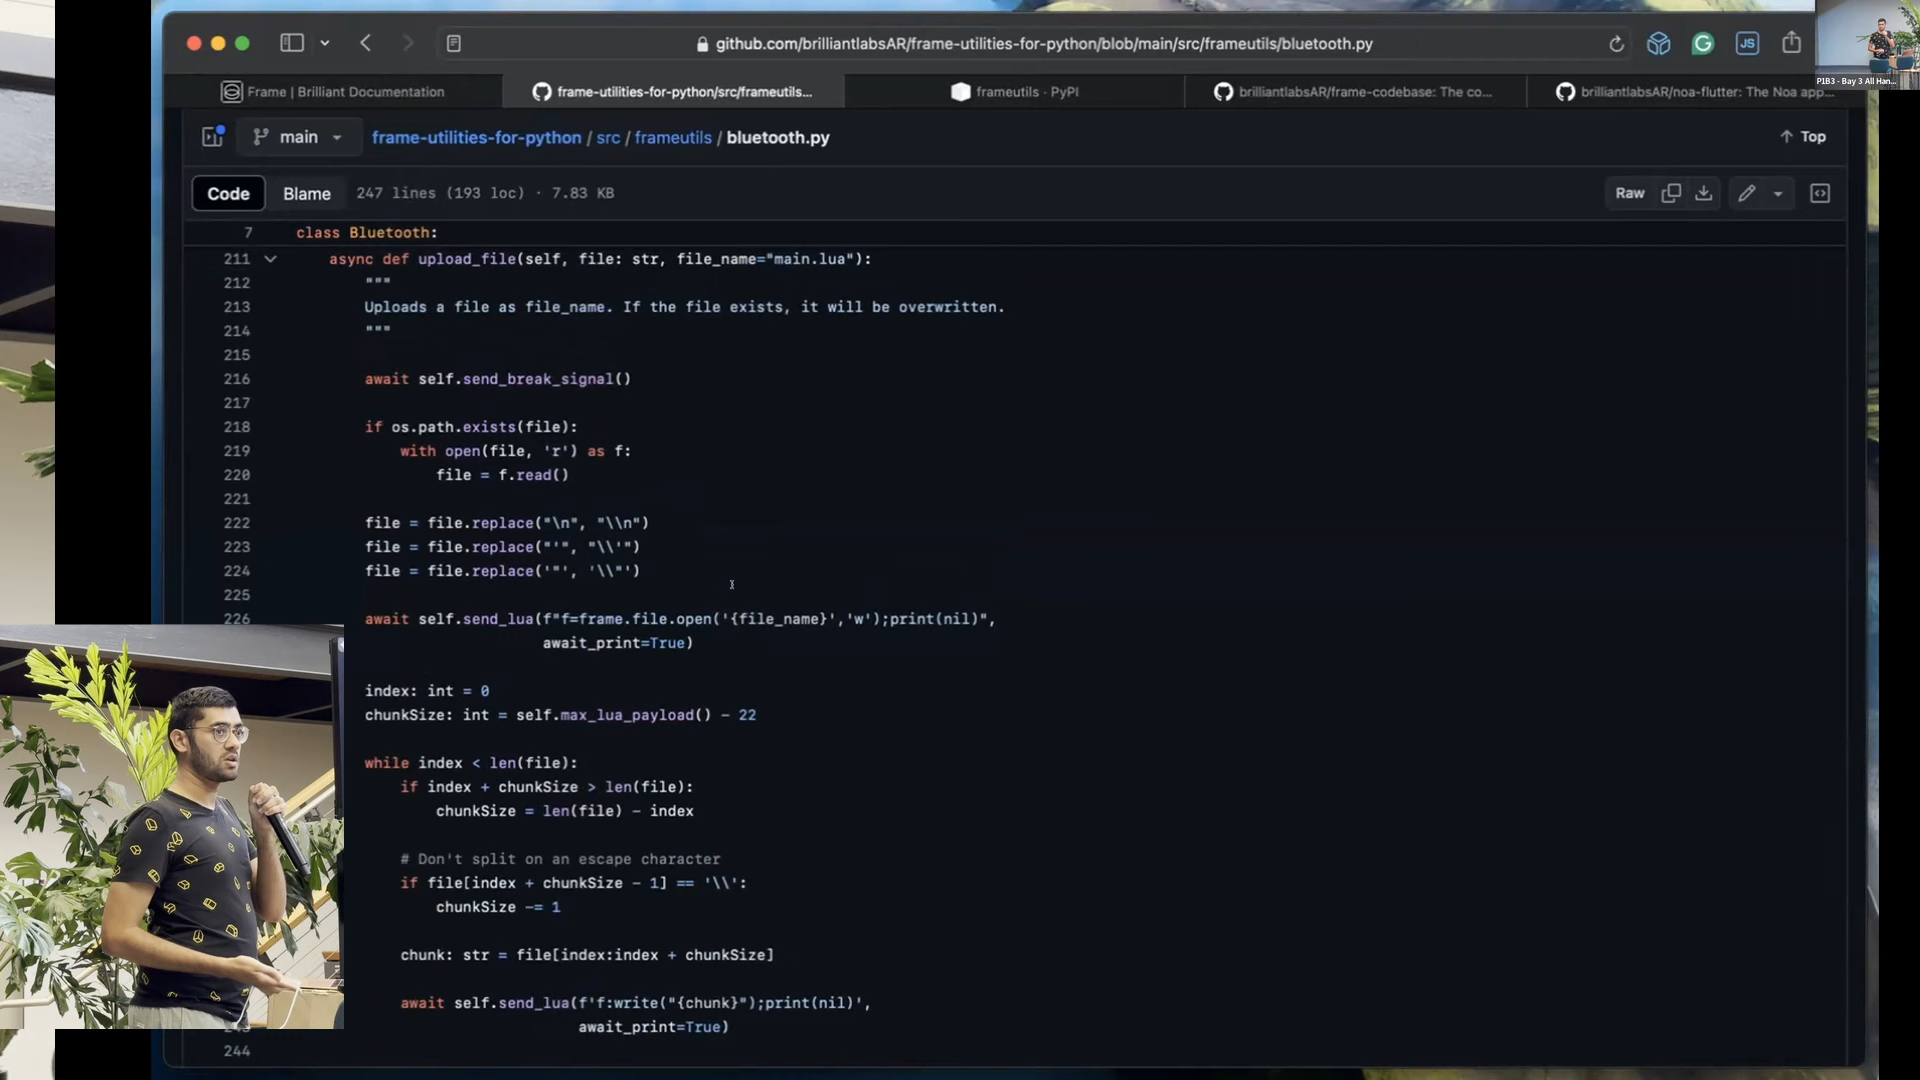 github.com/brilliantlabsAR/frame-utilities-for-python/blob/main/src/frameutils/bluetooth.py
JS
P1B3 - Bay 3 All Han...
Frame | Brilliant Documentation
frame-utilities-for-python/src/frameutils...
frameutils · PyPI
brilliantlabsAR/frame-codebase: The co...
brilliantlabsAR/noa-flutter: The Noa app...
main
frame-utilities-for-python / src / frameutils / bluetooth.py
Top
Code
Blame
247 lines (193 loc) · 7.83 KB
Raw
7 class Bluetooth:
211 async def upload_file(self, file: str, file_name="main.lua"):
212 """
213 Uploads a file as file_name. If the file exists, it will be overwritten.
214 """
215
216 await self.send_break_signal()
217
218 if os.path.exists(file):
219 with open(file, 'r') as f:
220 file = f.read()
221
222 file = file.replace("\n", "\\n")
223 file = file.replace("'", "\\'")
224 file = file.replace('"', '\\"')
225
226 await self.send_lua(f"f=frame.file.open('{file_name}','w');print(nil)",
await_print=True)
index: int = 0
chunkSize: int = self.max_lua_payload() - 22
while index < len(file):
if index + chunkSize > len(file):
chunkSize = len(file) - index
# Don't split on an escape character
if file[index + chunkSize - 1] == '\\':
chunkSize -= 1
chunk: str = file[index:index + chunkSize]
await self.send_lua(f'f:write("{chunk}");print(nil)',
await_print=True)
244